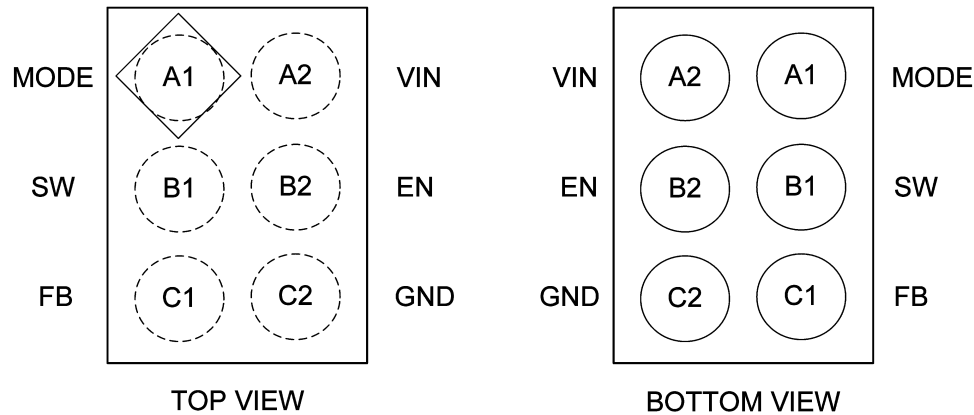 MODE A1 A2 VIN VIN A2 A1 MODE
SW B1 B2 EN EN B2 B1 SW
FB C1 C2 GND GND C2 C1 FB
TOP VIEW BOTTOM VIEW